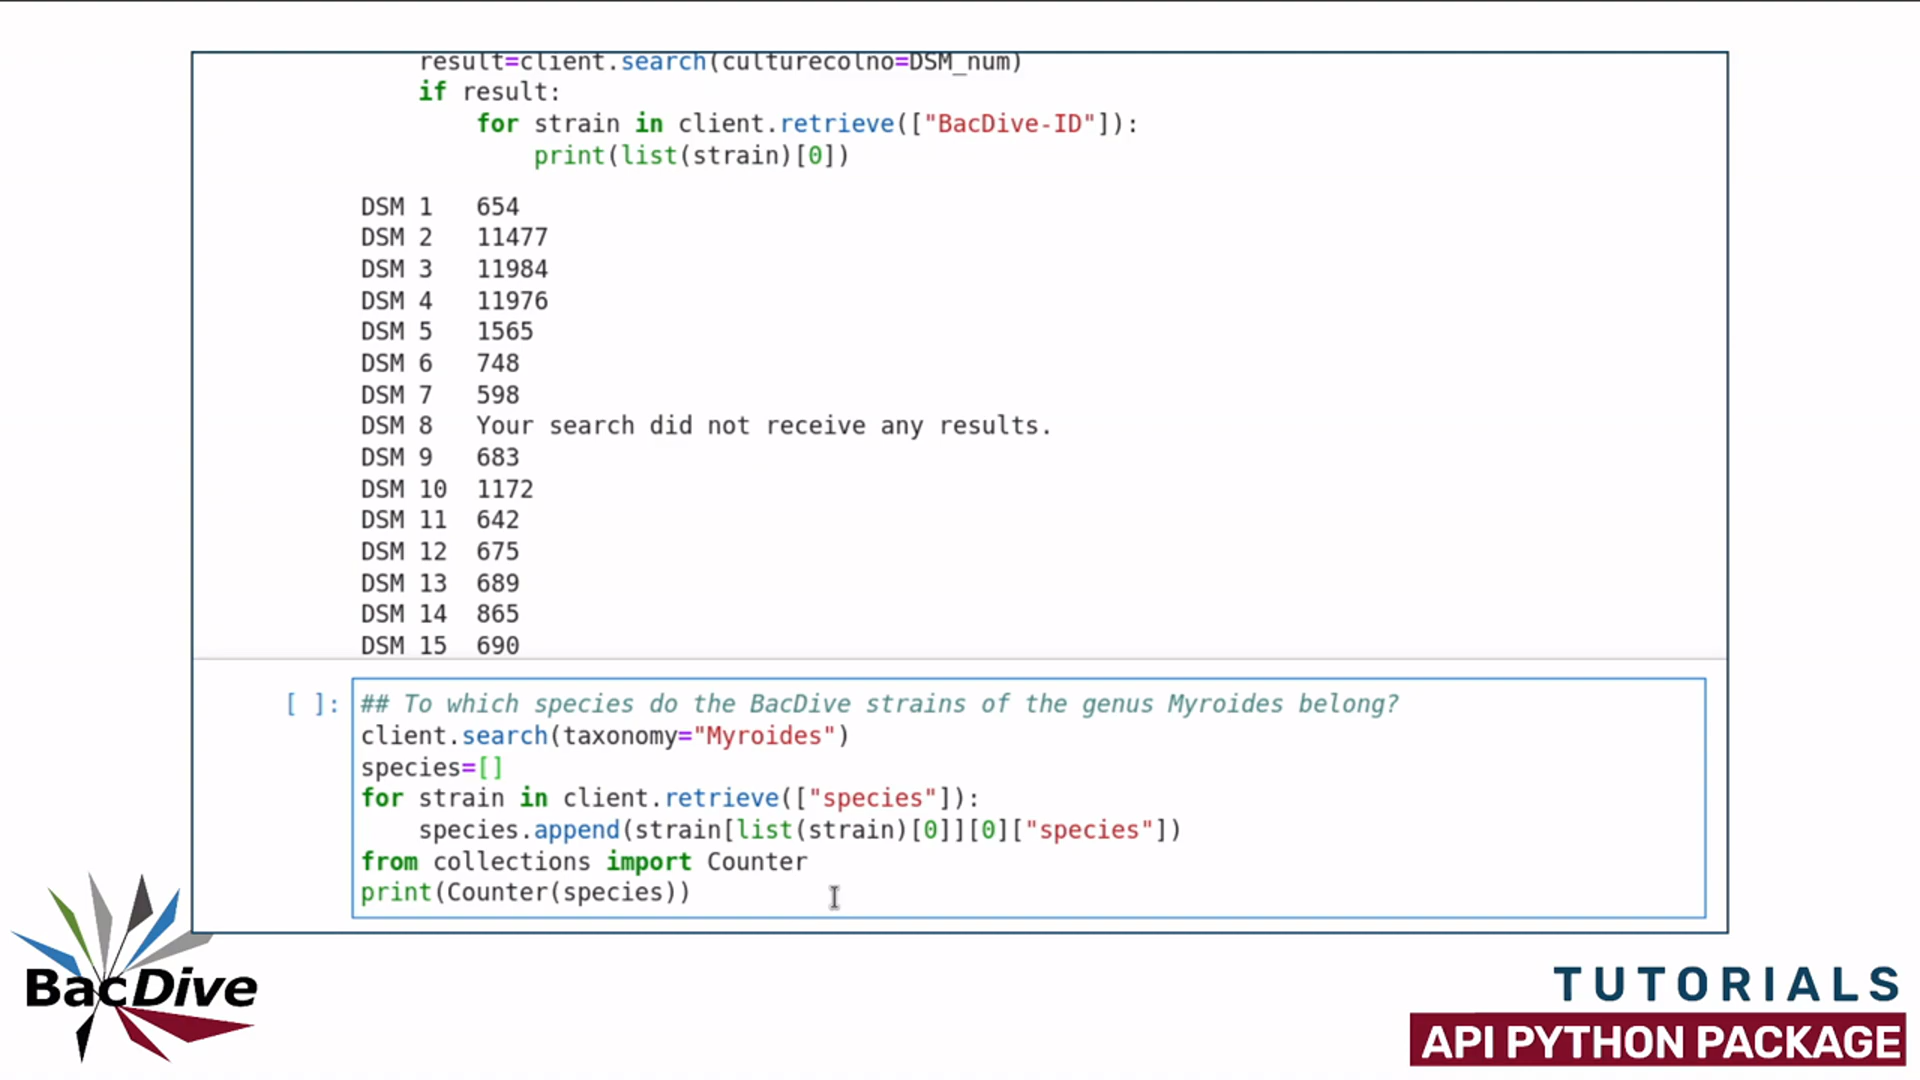 result=client.search(culturecolno=DSM_num)
if result:
for strain in client.retrieve(["BacDive-ID"]):
print(list(strain)[0])
DSM 1 654
DSM 2 11477
DSM 3 11984
DSM 4 11976
DSM 5 1565
DSM 6 748
DSM 7 598
DSM 8 Your search did not receive any results.
DSM 9 683
DSM 10 1172
DSM 11 642
DSM 12 675
DSM 13 689
DSM 14 865
DSM 15 690
[ ]: ## To which species do the BacDive strains of the genus Myroides belong?
client.search(taxonomy="Myroides")
species=[]
for strain in client.retrieve(["species"]):
species.append(strain[list(strain)[0]][0]["species"])
from collections import Counter
print(Counter(species))
BacDive
TUTORIALS
API PYTHON PACKAGE